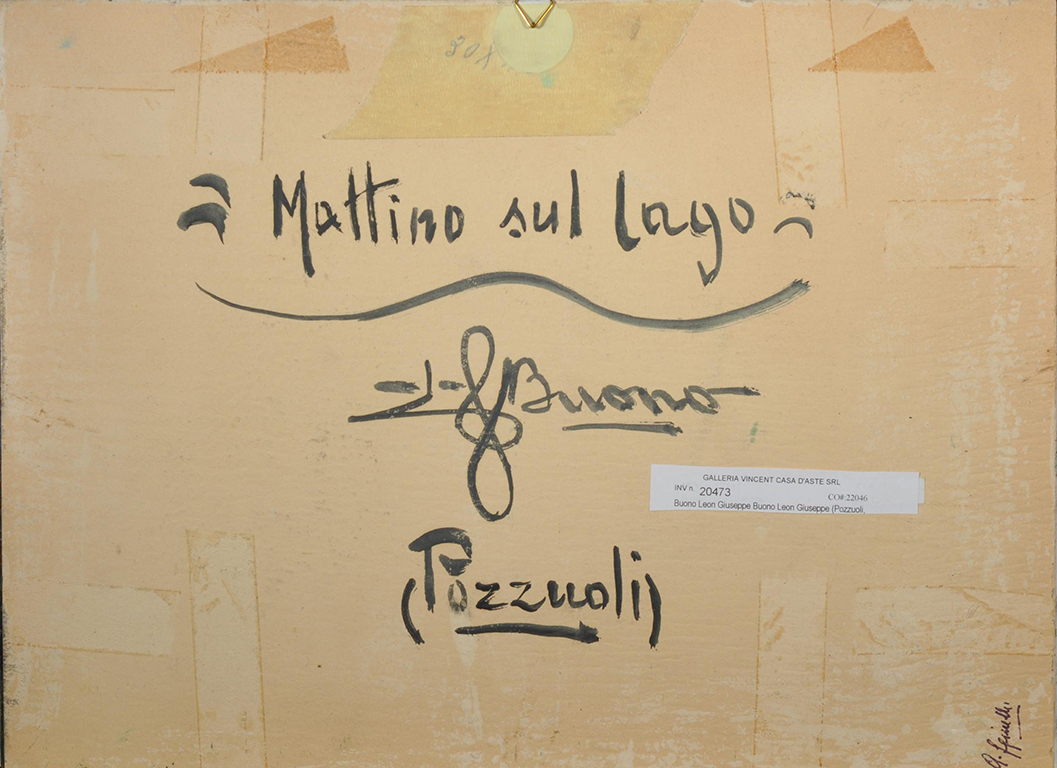 = Mattino sul lago =
L. G. Buono
GALLERIA VINCENT CASA D'ASTE SRL
INV n. 20473 CO#:22046
Buono Leon Giuseppe Buono Leon Giuseppe (Pozzuoli,
(Pozzuoli)